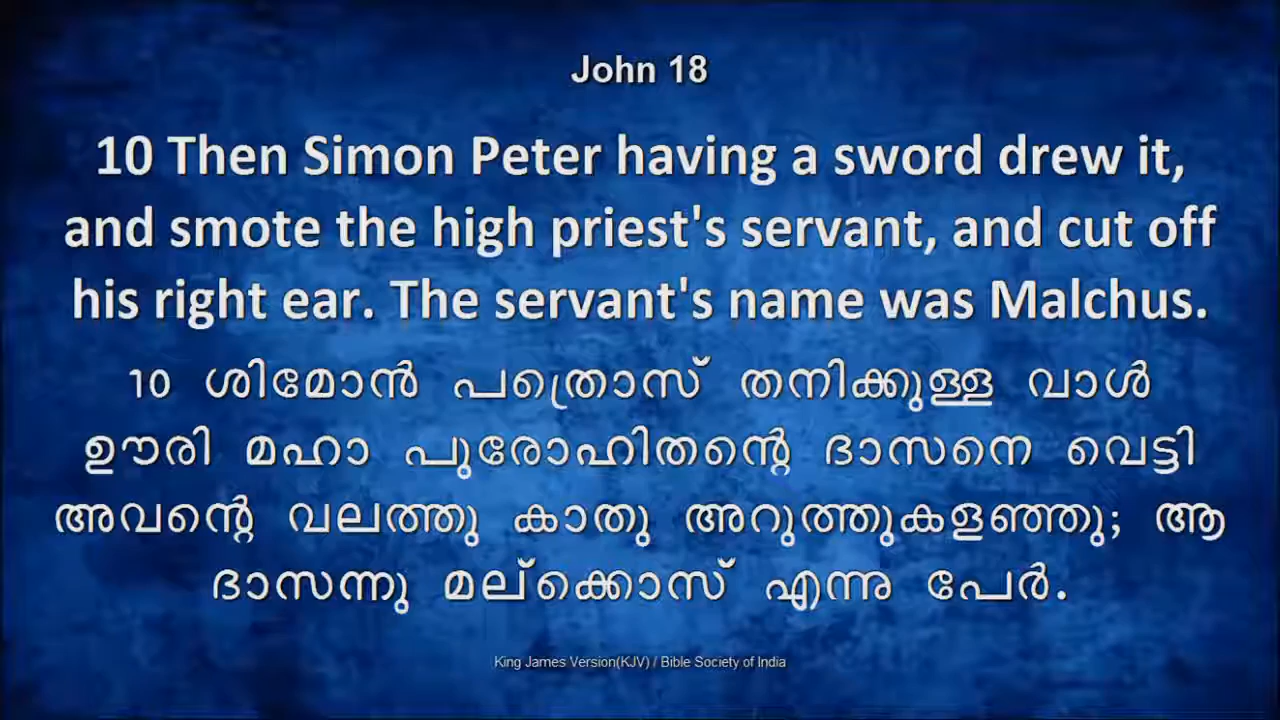 John 18
10 Then Simon Peter having a sword drew it,
and smote the high priest's servant, and cut off
his right ear. The servant's name was Malchus.
10 ശിമോൻ പത്രൊസ് തനിക്കുള്ള വാൾ
ഊരി മഹാ പുരോഹിതന്റെ ദാസനെ വെട്ടി
അവന്റെ വലത്തു കാതു അറുത്തുകളഞ്ഞു; ആ
ദാസന്നു മല്ക്കൊസ് എന്നു പേർ.
King James Version(KJV) / Bible Society of India